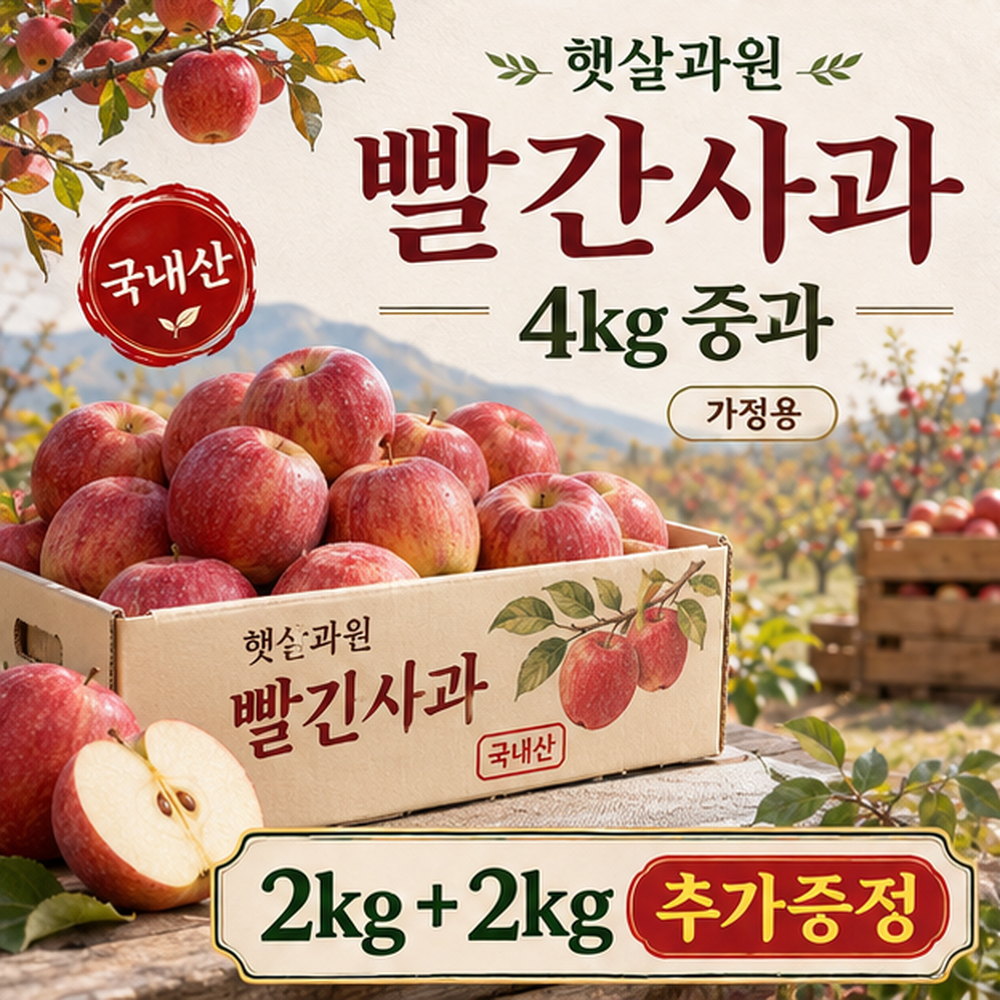 햇살과원
빨간사과
4kg 중과
가정용
국내산
햇살과원
빨긴사과
국내산
2kg+2kg 추가증정